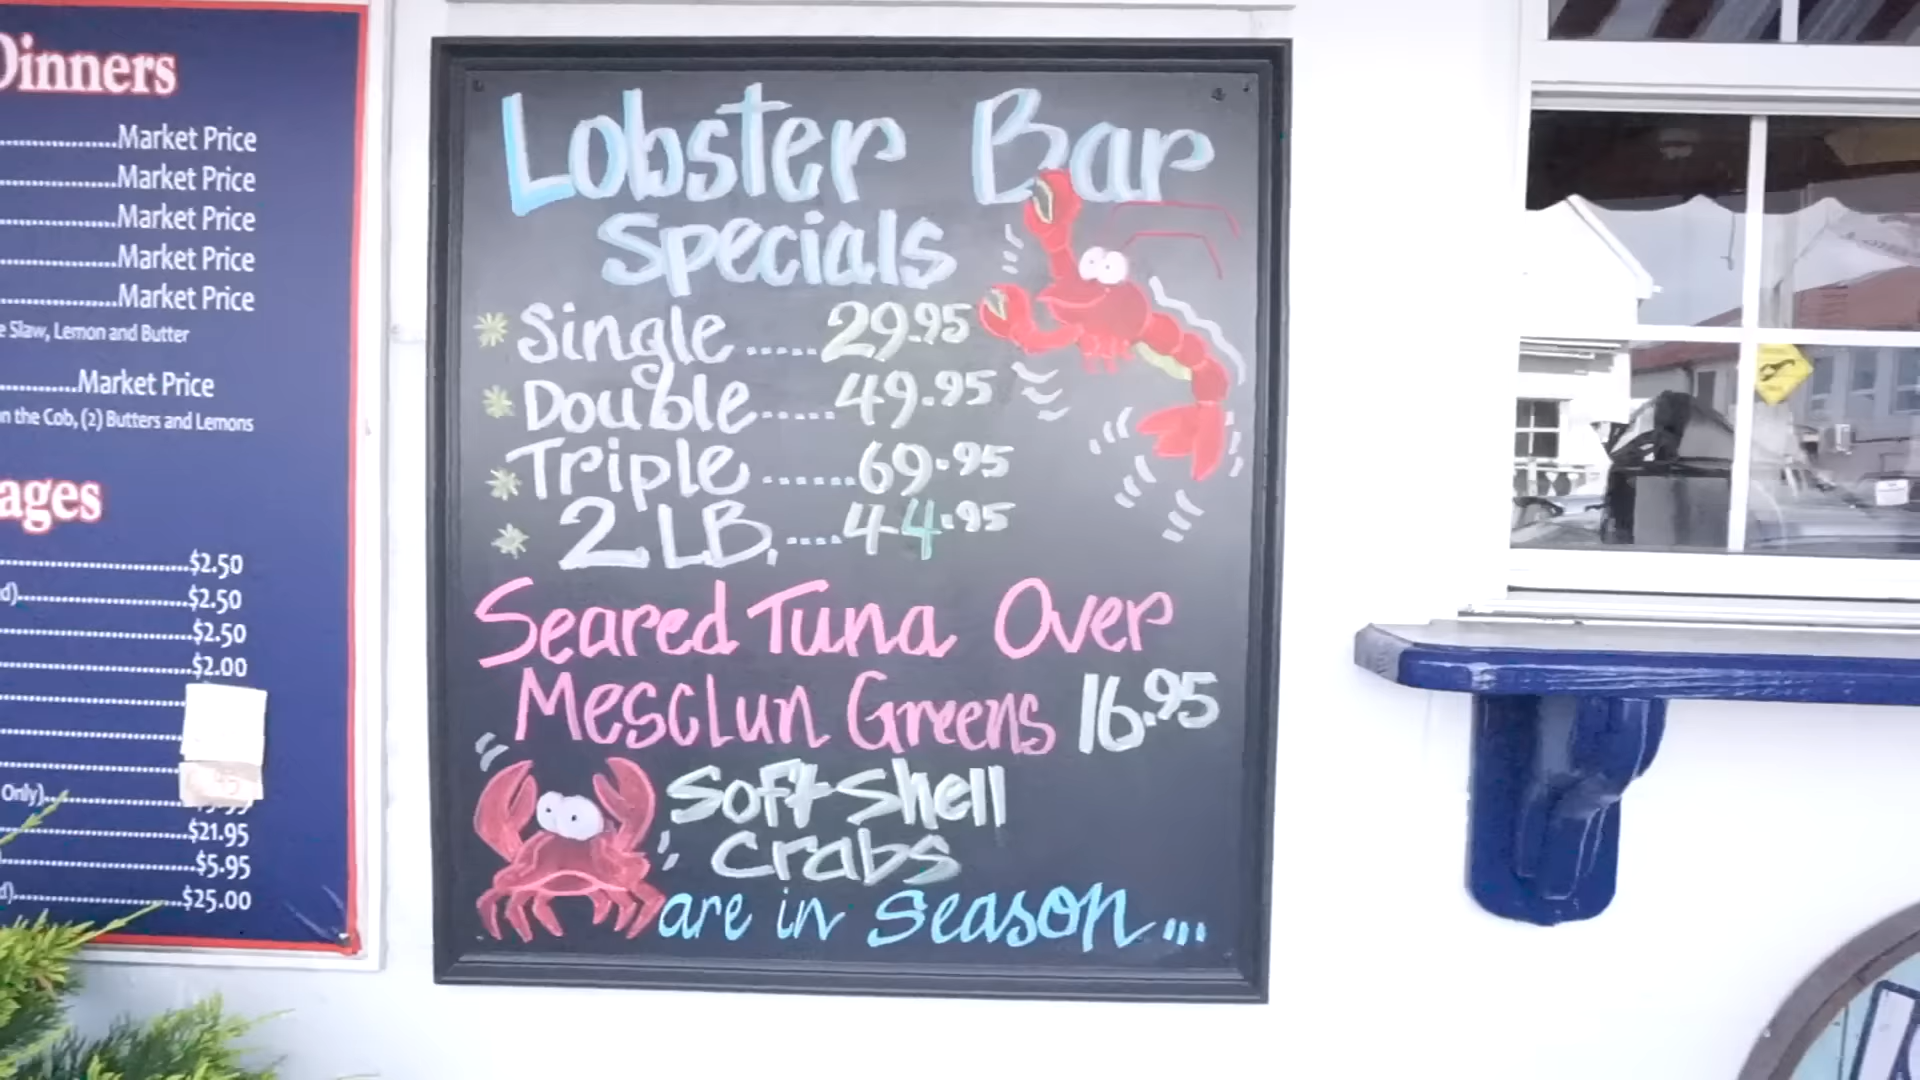 Dinners
Market Price
Market Price
Market Price
Market Price
Market Price
Slaw, Lemon and Butter
Market Price
the Cob, (2) Butters and Lemons
$2.50
$2.50
$2.50
$2.00
Only)
$21.95
$5.95
$25.00
Lobster Bar
Specials
* Single.....29.95
* Double.....49.95
* Triple......69.95
* 2 LB.....44.95
Seared Tuna Over
Mesclun Greens 16.95
Soft Shell
Crabs
are in Season...